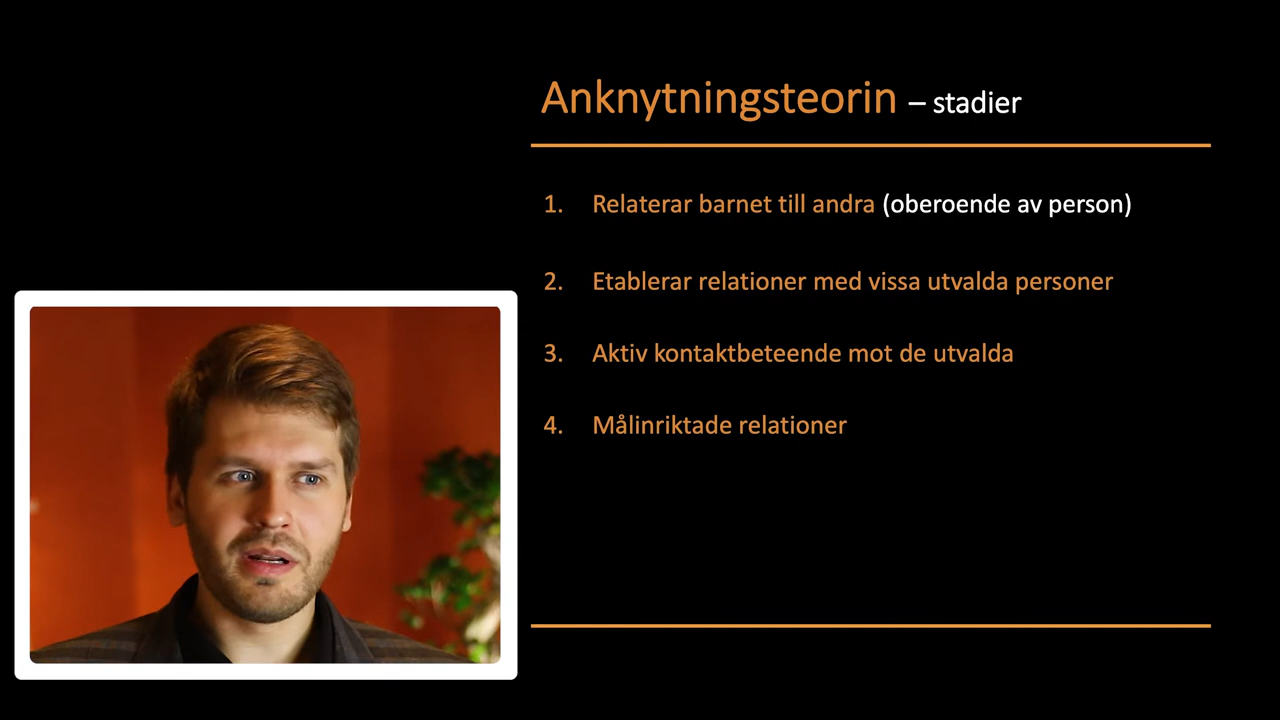 Anknytningsteorin – stadier
1. Relaterar barnet till andra (oberoende av person)
2. Etablerar relationer med vissa utvalda personer
3. Aktiv kontaktbeteende mot de utvalda
4. Målinriktade relationer